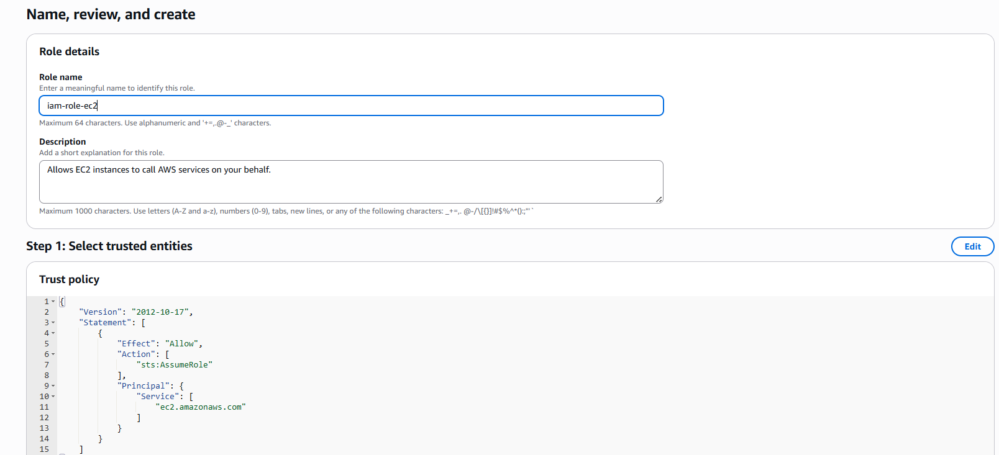 Name, review, and create
Role details
Role name
Enter a meaningful name to identify this role.
iam-role-ec2
Maximum 64 characters. Use alphanumeric and '+=,.@-_' characters.
Description
Add a short explanation for this role.
Allows EC2 instances to call AWS services on your behalf.
Maximum 1000 characters. Use letters (A-Z and a-z), numbers (0-9), tabs, new lines, or any of the following characters: _+=,. @-/\[{}]!#$%^*();:"'`
Step 1: Select trusted entities
Edit
Trust policy
1 {
2     "Version": "2012-10-17",
3     "Statement": [
4         {
5             "Effect": "Allow",
6             "Action": [
7                 "sts:AssumeRole"
8             ],
9             "Principal": {
10                 "Service": [
11                     "ec2.amazonaws.com"
12                 ]
13             }
14         }
15     ]